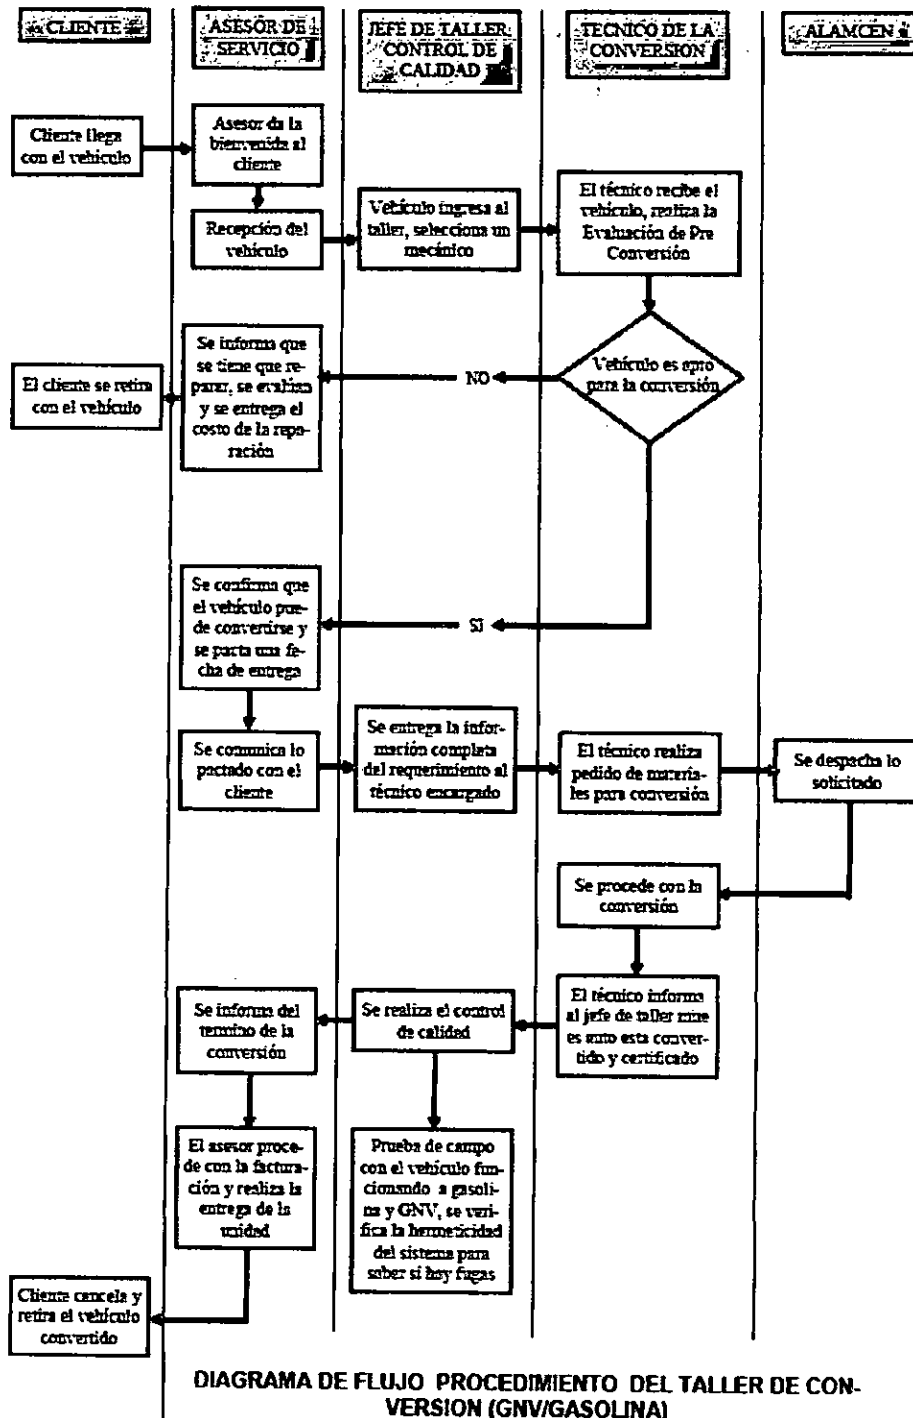 CLIENTE
ASESOR DE
SERVICIO
JEFE DE TALLER
CONTROL DE
CALIDAD
TECNICO DE LA
CONVERSION
ALAMCEN
Cliente llega
con el vehículo
Asesor da la
bienvenida al
cliente
Recepción del
vehículo
Vehículo ingresa al
taller, selecciona un
mecánico
El técnico recibe el
vehículo, realiza la
Evaluación de Pre
Conversión
Vehículo es apro
para la conversión
NO
Se informa que
se tiene que re-
parar, se evalúa
y se entrega el
costo de la repa-
ración
El cliente se retira
con el vehículo
SI
Se confirma que
el vehículo pue-
de convertirse y
se pacta una fe-
cha de entrega
Se comunica lo
pactado con el
cliente
Se entrega la infor-
mación completa
del requerimiento al
técnico encargado
El técnico realiza
pedido de materia-
les para conversión
Se despacha lo
solicitado
Se procede con la
conversión
El técnico informa
al jefe de taller
es auto esta conver-
tido y certificado
Se realiza el control
de calidad
Se informa del
termino de la
conversión
El asesor proce-
de con la factura-
ción y realiza la
entrega de la
unidad
Prueba de campo
con el vehículo fun-
cionando a gasoli-
na y GNV, se veri-
fica la hermeticidad
del sistema para
saber si hay fugas
Cliente cancela y
retira el vehículo
convertido
DIAGRAMA DE FLUJO PROCEDIMIENTO DEL TALLER DE CON-
VERSION (GNV/GASOLINA)